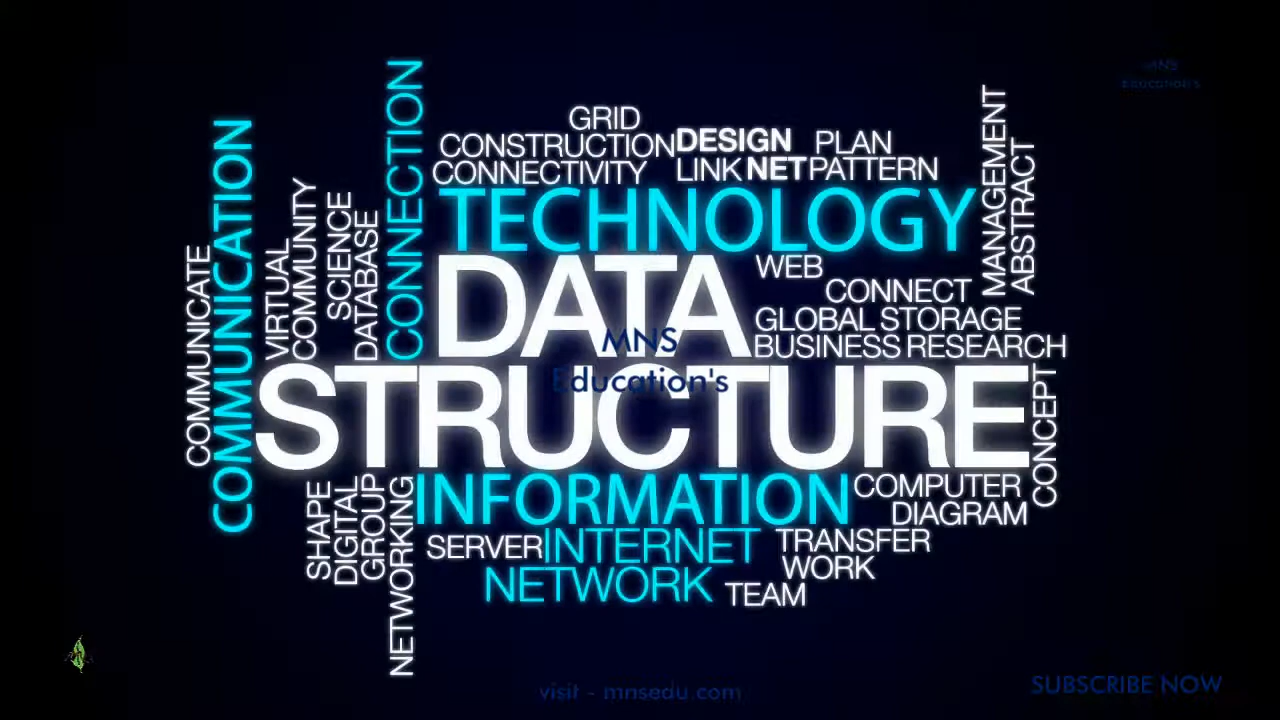 MNS
Education's
GRID
CONSTRUCTION DESIGN PLAN
CONNECTIVITY LINK NET PATTERN
TECHNOLOGY
MANAGEMENT
ABSTRACT
CONNECTION
COMMUNICATION
COMMUNICATE
VIRTUAL
COMMUNITY
SCIENCE
DATABASE
DATA
WEB
CONNECT
GLOBAL STORAGE
BUSINESS RESEARCH
MNS
Education's
STRUCTURE
CONCEPT
INFORMATION
COMPUTER
DIAGRAM
SHAPE
DIGITAL
GROUP
NETWORKING
SERVER INTERNET TRANSFER
NETWORK WORK
TEAM
visit - mnsedu.com
SUBSCRIBE NOW